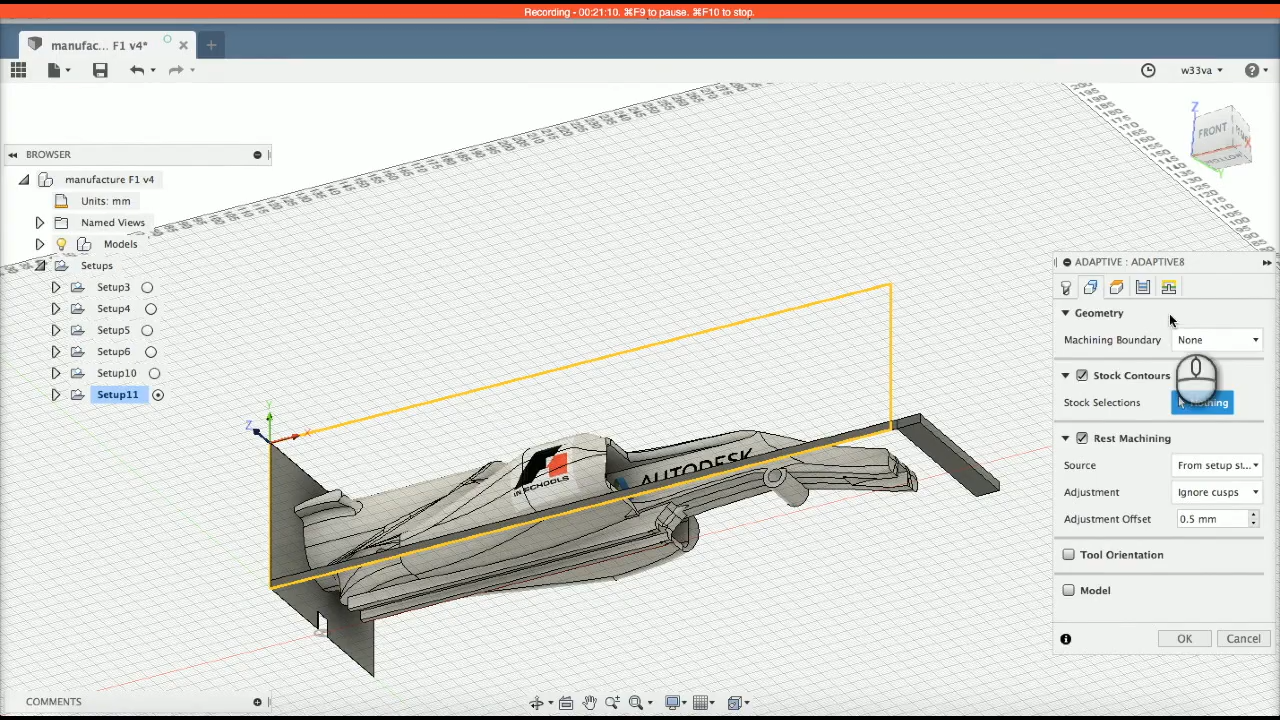 Recording - 00:21:10. ⌘F9 to pause. ⌘F10 to stop.
manufac... F1 v4*
w33va
BROWSER
manufacture F1 v4
Units: mm
Named Views
Models
Setups
Setup3
Setup4
Setup5
Setup6
Setup10
Setup11
Z
FRONT
X
Y
Z
Y
X
IN SCHOOLS
AUTODESK
ADAPTIVE : ADAPTIVE8
Geometry
Machining Boundary None
Stock Contours
Stock Selections Nothing
Rest Machining
Source From setup st...
Adjustment Ignore cusps
Adjustment Offset 0.5 mm
Tool Orientation
Model
OK Cancel
COMMENTS